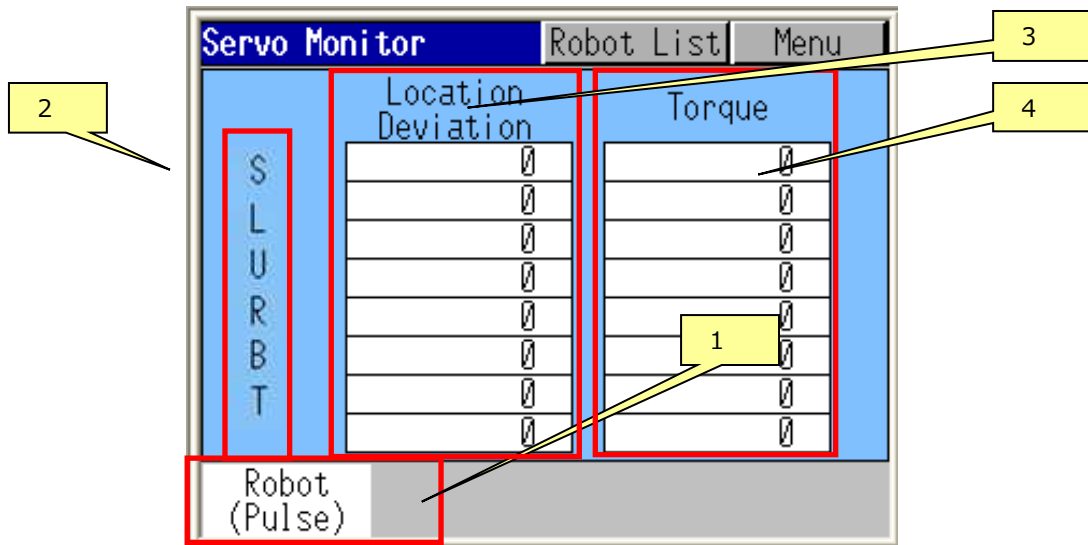 Servo Monitor Robot List Menu
3
Location
Deviation
Torque
4
2
S 0 0
L 0 0
U 0 0
0 0
R 0 0
B 0 0
1
T 0 0
0 0
Robot
(Pulse)